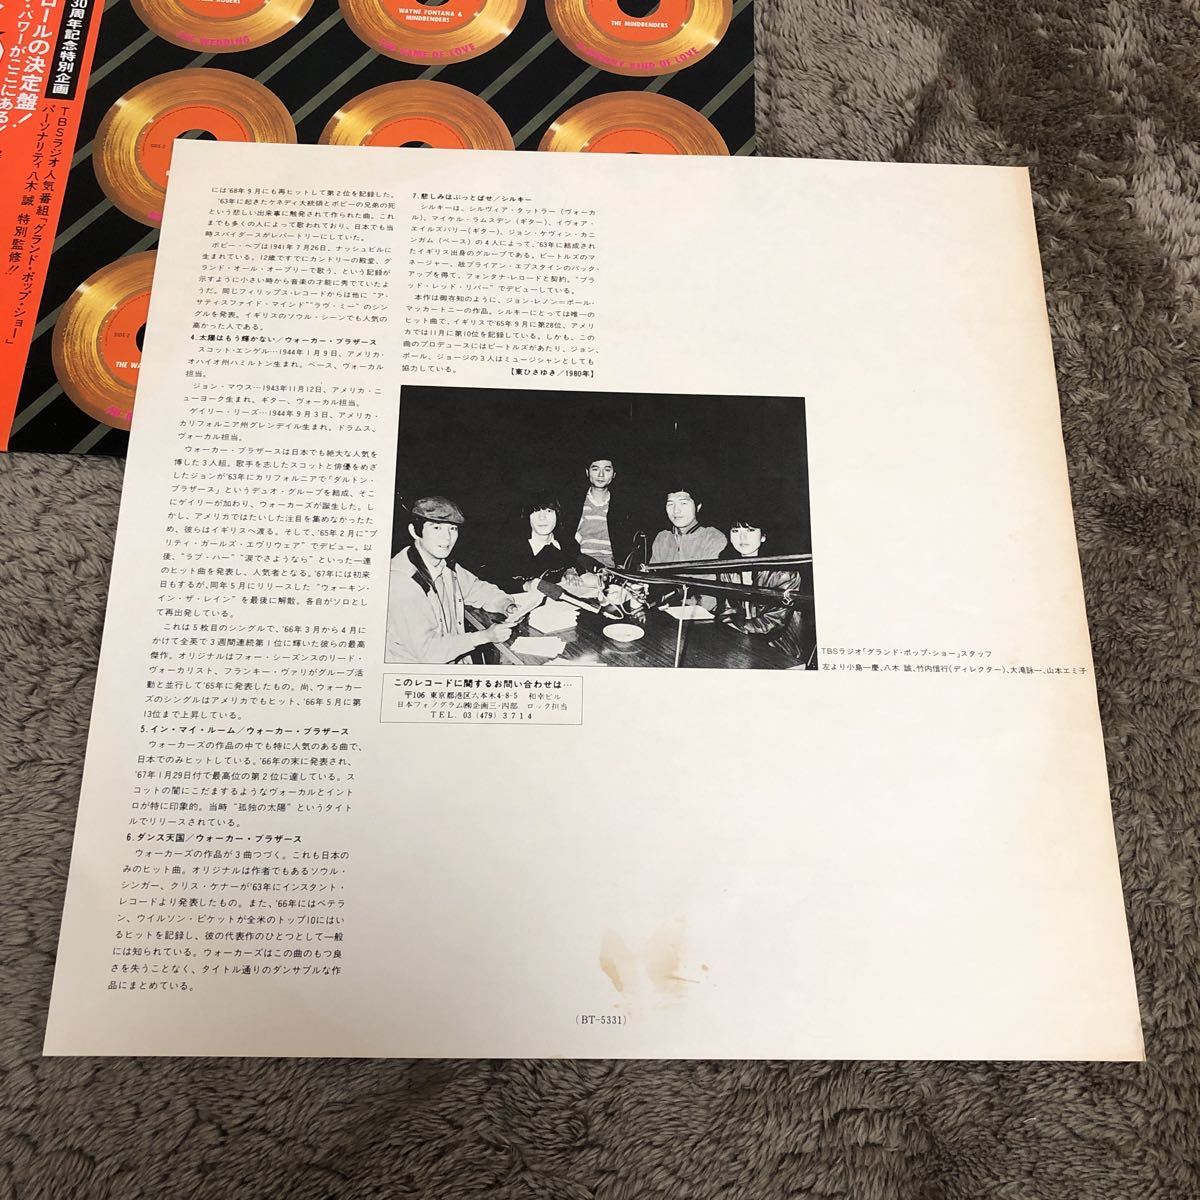 30周年記念特別企画
ロールの決定盤!
パワーがここにある!
TBSラジオ人気番組「グランド・ポップ・ショー」
パーソナリティ八木 誠 特別監修!!
THE WEDDING
WAYNE FONTANA &
MINDBENDERS
THE GAME OF LOVE
THE MINDBENDERS
A GROOVY KIND OF LOVE
SIDE-2
SIDE-2
には'68年9月にも再ヒットして第2位を記録した。
'63年に起きたケネディ大統領とボビーの兄弟の死
という悲しい出来事に触発されて作られた曲。これ
までも多くの人によって歌われており、日本でも当
時スパイダースがレパートリーにしていた。
ボビー・ヘブは1941年7月26日、ナッシュビルに
生まれている。12歳ですでにカントリーの殿堂、グ
ランド・オール・オープリーで歌う、という記録が
示すように小さい時から音楽の才能に秀でていたよ
うだ。同じフィリップス・レコードからは他に“ア・
サティスファイド・マインド”“ラヴ・ミー”のシン
グルを発表。イギリスのソウル・シーンでも人気の
高かった人である。
4.太陽はもう輝かない/ウォーカー・ブラザース
スコット・エンゲル…1944年1月9日、アメリカ・
オハイオ州ハミルトン生まれ。ベース、ヴォーカル
担当。
ジョン・マウス…1943年11月12日、アメリカ・ニ
ューヨーク生まれ。ギター、ヴォーカル担当。
ゲイリー・リーズ…1944年9月3日、アメリカ・
カリフォルニア州グレンデイル生まれ。ドラムス、
ヴォーカル担当。
ウォーカー・ブラザースは日本でも絶大な人気を
博した3人組。歌手を志したスコットと俳優をめざ
したジョンが'63年にカリフォルニアで「ダルトン・
ブラザース」というデュオ・グループを結成、そこ
にゲイリーが加わり、ウォーカーズが誕生した。し
かし、アメリカではたいした注目を集めなかったた
め、彼らはイギリスへ渡る。そして、'65年2月に“プ
リティ・ガールズ・エヴリウェア”でデビュー。以
後、“ラブ・ハー”“涙でさようなら”といった一連
のヒット曲を発表し、人気者となる。'67年には初来
日もするが、同年5月にリリースした“ウォーキン・
イン・ザ・レイン”を最後に解散。各自がソロとし
て再出発している。
これは5枚目のシングルで、'66年3月から4月に
かけて全英で3週間連続第1位に輝いた彼らの最高
傑作。オリジナルはフォー・シーズンスのリード・
ヴォーカリスト、フランキー・ヴァリがグループ活
動と並行して'65年に発表したもの。尚、ウォーカー
ズのシングルはアメリカでもヒット、'66年5月に第
13位まで上昇している。
5.イン・マイ・ルーム/ウォーカー・ブラザース
ウォーカーズの作品の中でも特に人気のある曲で、
日本でのみヒットしている。'66年の末に発表され、
'67年1月29日付で最高位の第2位に達している。ス
コットの闇にこだまするようなヴォーカルとイント
ロが特に印象的。当時“孤独の太陽”というタイト
ルでリリースされている。
6.ダンス天国/ウォーカー・ブラザース
ウォーカーズの作品が3曲つづく。これも日本の
みのヒット曲。オリジナルは作者でもあるソウル・
シンガー、クリス・ケナーが'63年にインスタント・
レコードより発表したもの。また、'66年にはベテラ
ン、ウイルソン・ピケットが全米のトップ10にはい
るヒットを記録し、彼の代表作のひとつとして一般
には知られている。ウォーカーズはこの曲のもつ良
さを失うことなく、タイトル通りのダンサブルな作
品にまとめている。
7.悲しみはぶっとばせ/シルキー
シルキーは、シルヴィア・タットラー(ヴォーカ
ル)、マイケル・ラムスデン(ギター)、イヴォア・
エイルズバリー(ギター)、ジョン・ケヴィン・カニ
ンガム(ベース)の4人によって、'63年に結成され
たイギリス出身のグループである。ビートルズのマ
ネージャー、故ブライアン・エプスタインのバック・
アップを得て、フォンタナ・レコードと契約。“ブラ
ッド・レッド・リバー”でデビューしている。
本作は御存知のように、ジョン・レノン=ポール・
マッカートニーの作品。シルキーにとっては唯一の
ヒット曲で、イギリスで'65年9月に第28位、アメリ
カでは11月に第10位を記録している。しかも、この
曲のプロデュースにはビートルズがあたり、ジョン、
ポール、ジョージの3人はミュージシャンとしても
協力している。
【東ひさゆき/1980年】
TBSラジオ「グランド・ポップ・ショー」スタッフ
左より小島一慶、八木 誠、竹内信行(ディレクター)、大滝詠一、山本エミ子
このレコードに関するお問い合わせは…
〒106 東京都港区六本木4-8-5 和幸ビル
日本フォノグラム㈱企画三・四部 ロック担当
TEL. 03 (479) 3714
(BT-5331)